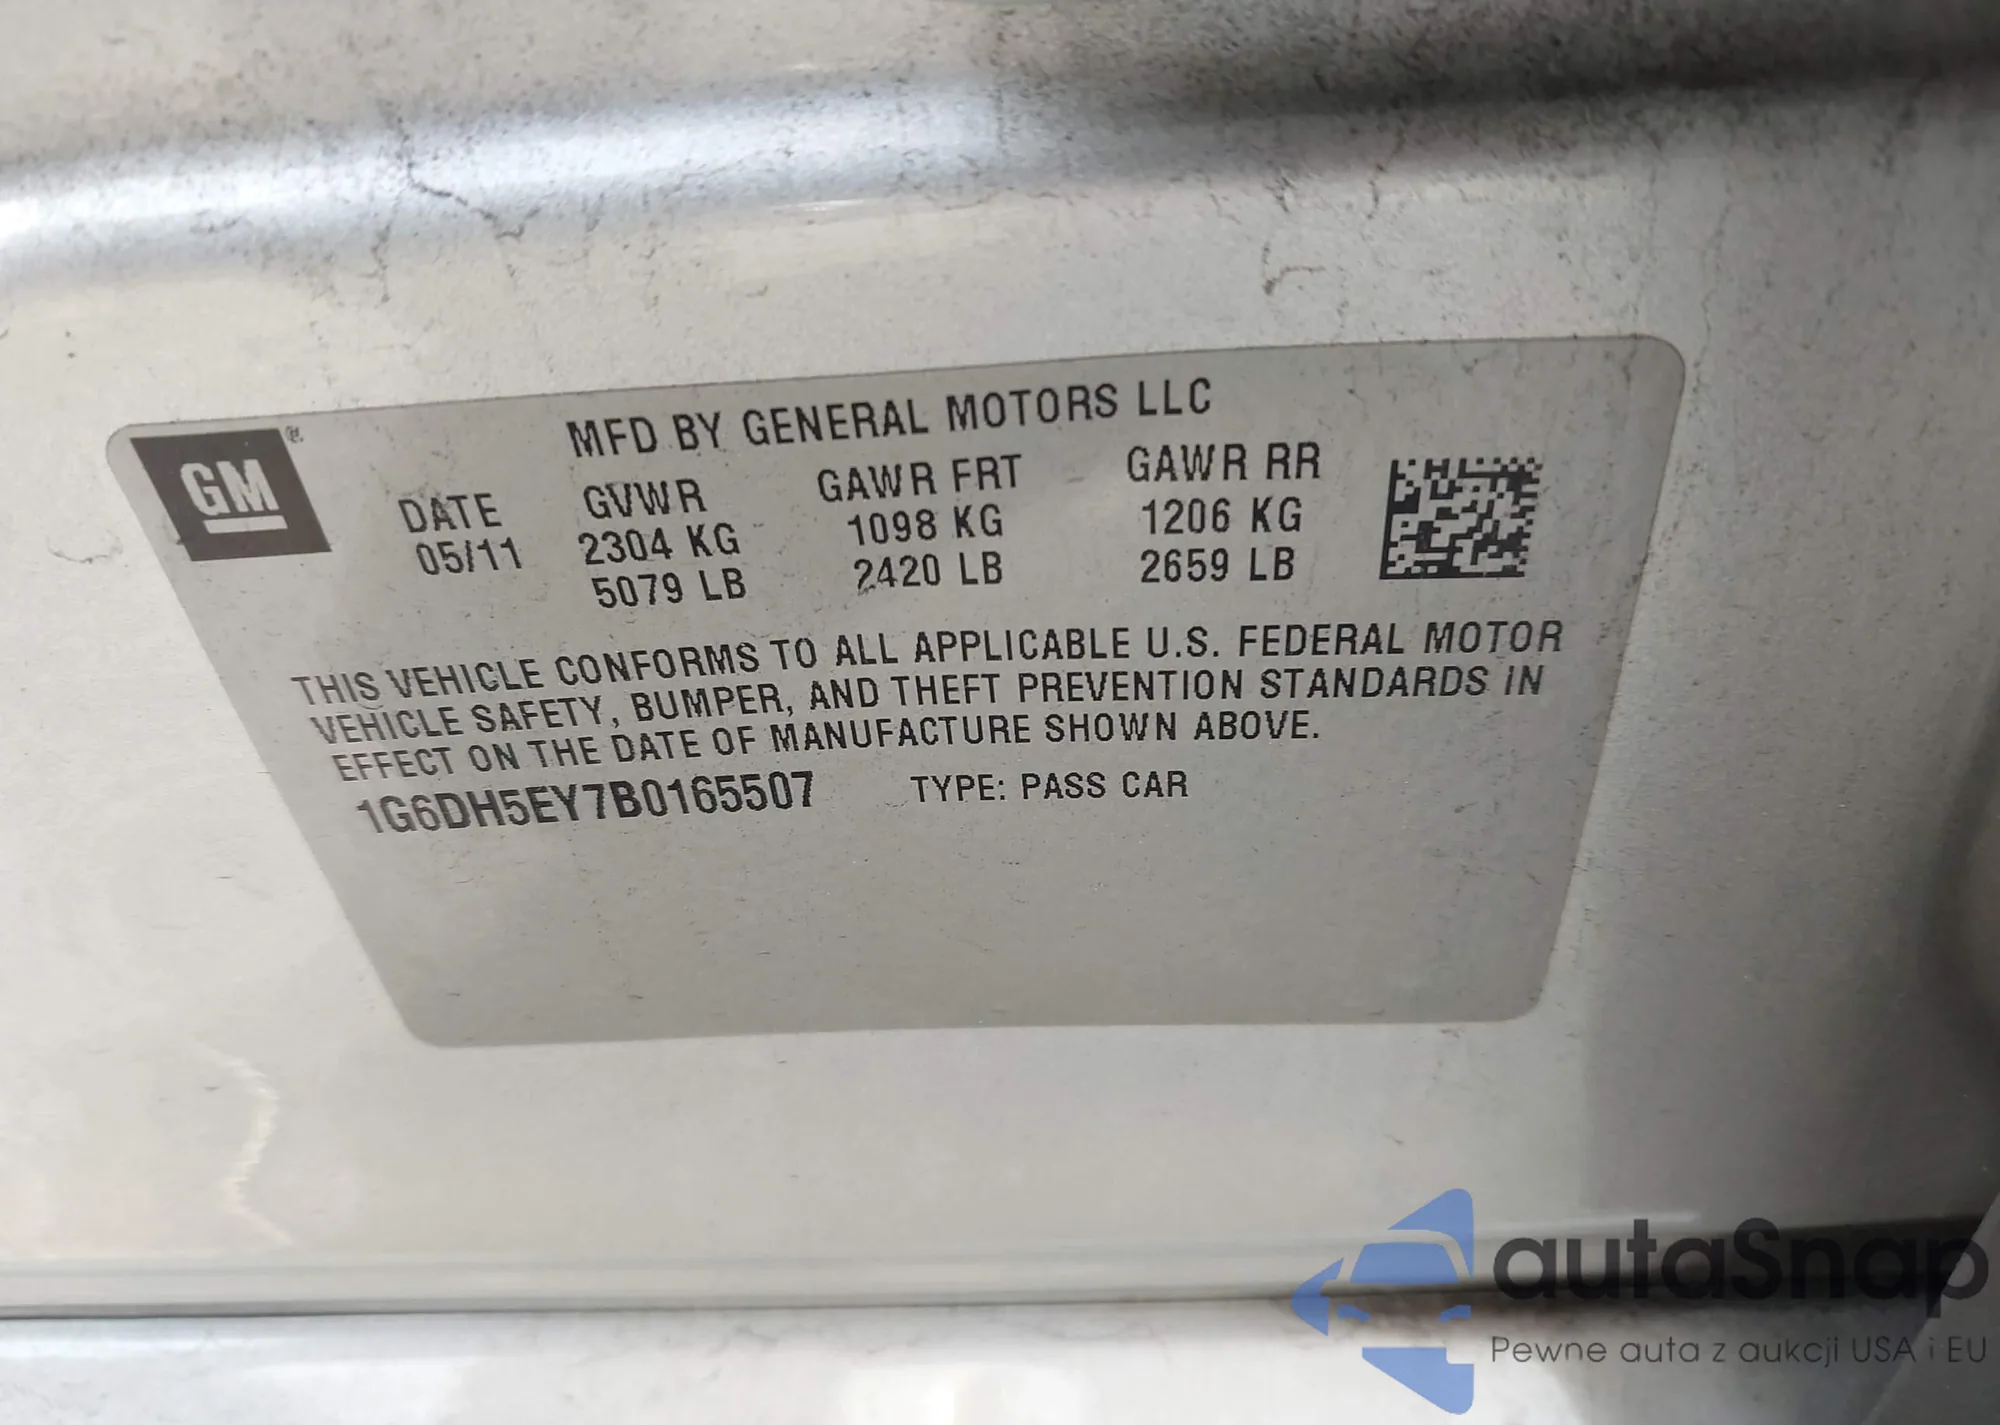 GM®
MFD BY GENERAL MOTORS LLC
DATE GVWR GAWR FRT GAWR RR
05/11 2304 KG 1098 KG 1206 KG
5079 LB 2420 LB 2659 LB
THIS VEHICLE CONFORMS TO ALL APPLICABLE U.S. FEDERAL MOTOR
VEHICLE SAFETY, BUMPER, AND THEFT PREVENTION STANDARDS IN
EFFECT ON THE DATE OF MANUFACTURE SHOWN ABOVE.
1G6DH5EY7B0165507 TYPE: PASS CAR
autaSnap
Pewne auta z aukcji USA i EU